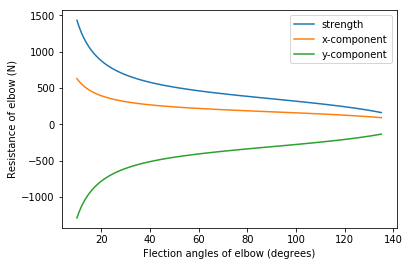 strength
x-component
y-component
1500
1000
500
0
−500
−1000
Resistance of elbow (N)
20 40 60 80 100 120 140
Flection angles of elbow (degrees)